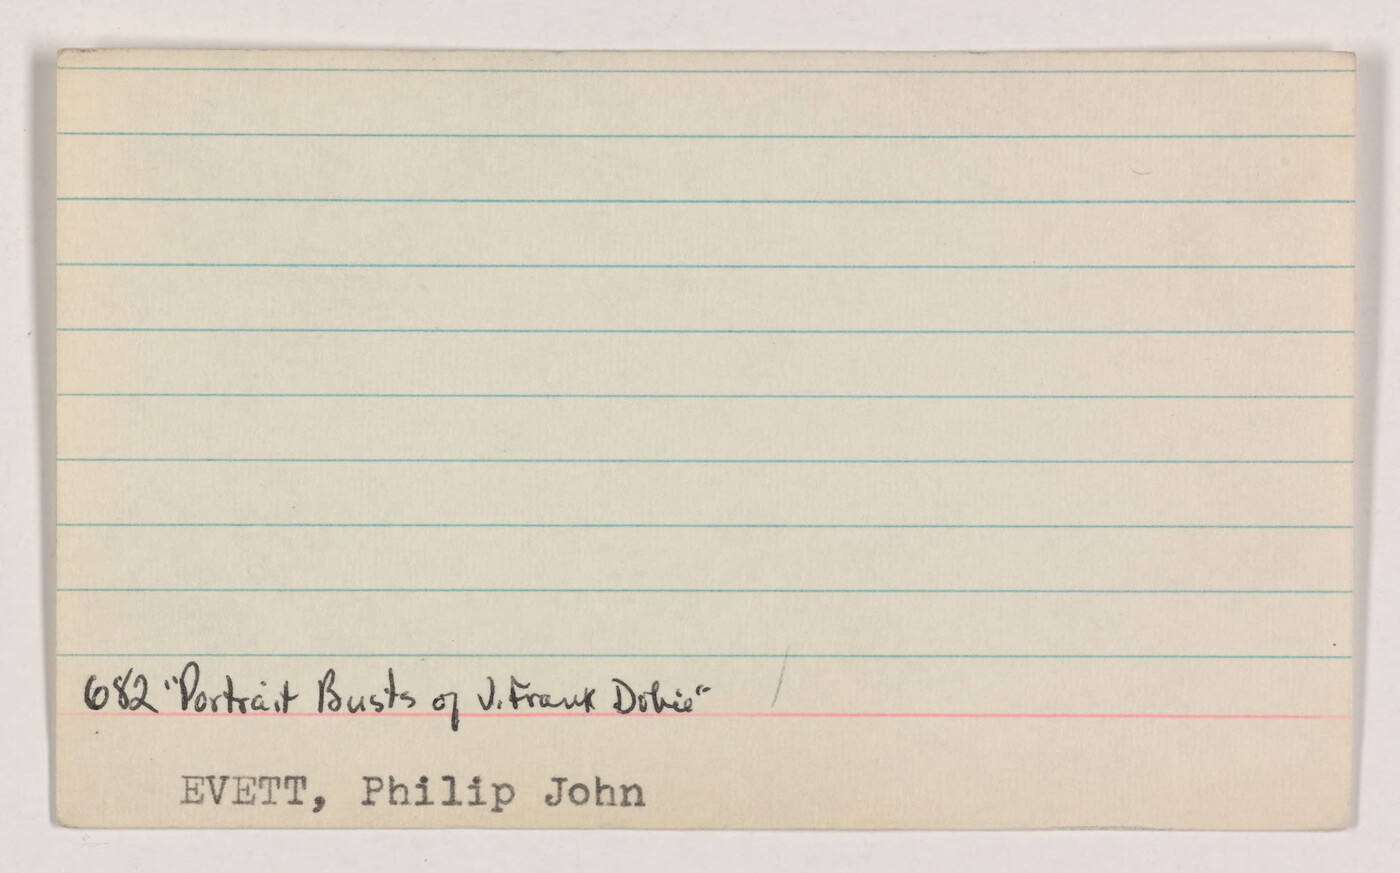 682 "Portrait Busts of J. Frank Dobie"
EVETT, Philip John